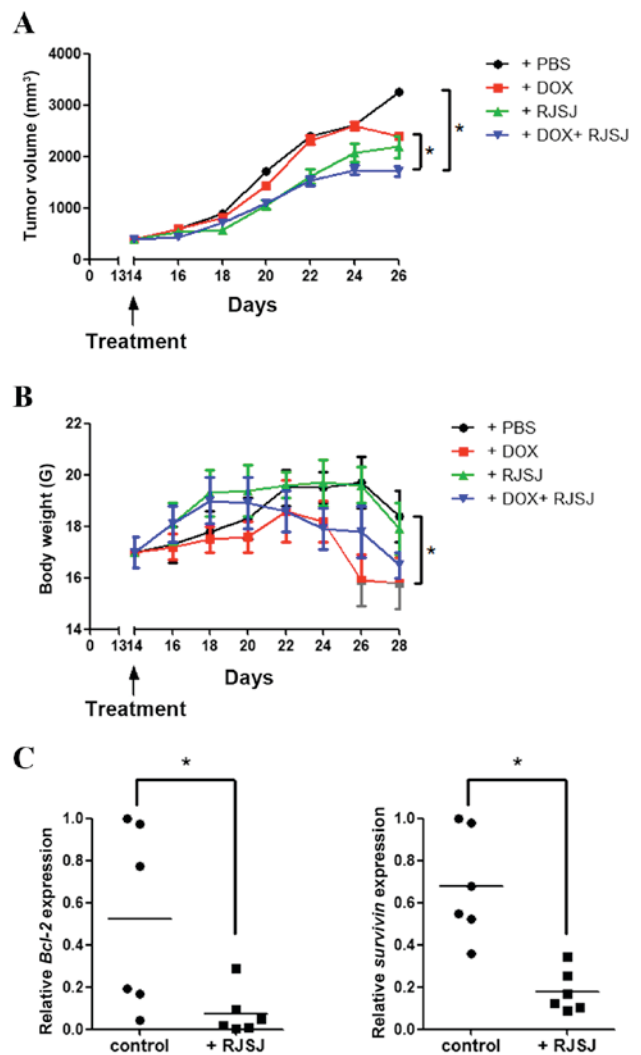 A
Tumor volume (mm³)
4000
3000
2000
1000
0
0 1314 16 18 20 22 24 26
Days
Treatment
+ PBS
+ DOX
+ RJSJ
+ DOX+ RJSJ
*
*
B
Body weight (G)
22
20
18
16
14
0 1314 16 18 20 22 24 26 28
Days
Treatment
+ PBS
+ DOX
+ RJSJ
+ DOX+ RJSJ
*
C
*
Relative Bcl-2 expression
1.0
0.8
0.6
0.4
0.2
0.0
control + RJSJ
*
Relative survivin expression
1.0
0.8
0.6
0.4
0.2
0.0
control + RJSJ